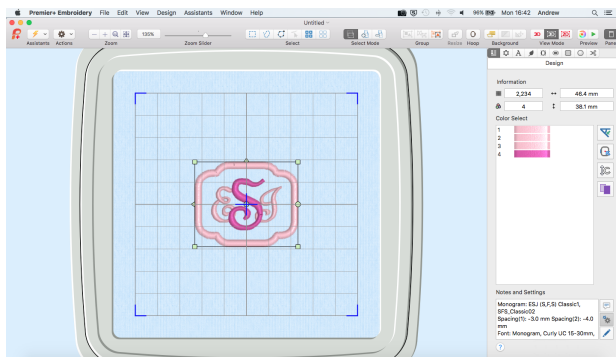 Premier+ Embroidery File Edit View Design Assistants Window Help 96% Mon 16:42 Andrew
Untitled
130%
3D
Assistants Actions Zoom Zoom Slider Select Select Mode Group Resize Hoop Background View Mode Preview Pane
Design
Information
2,234 46.4 mm
4 38.1 mm
Color Select
1
2
3
4
Notes and Settings
Monogram: ESJ (S,F,S) Classic1,
SFS_Classic02
Spacing(1): -3.0 mm Spacing(2): -4.0
mm
Font: Monogram, Curly UC 15-30mm,